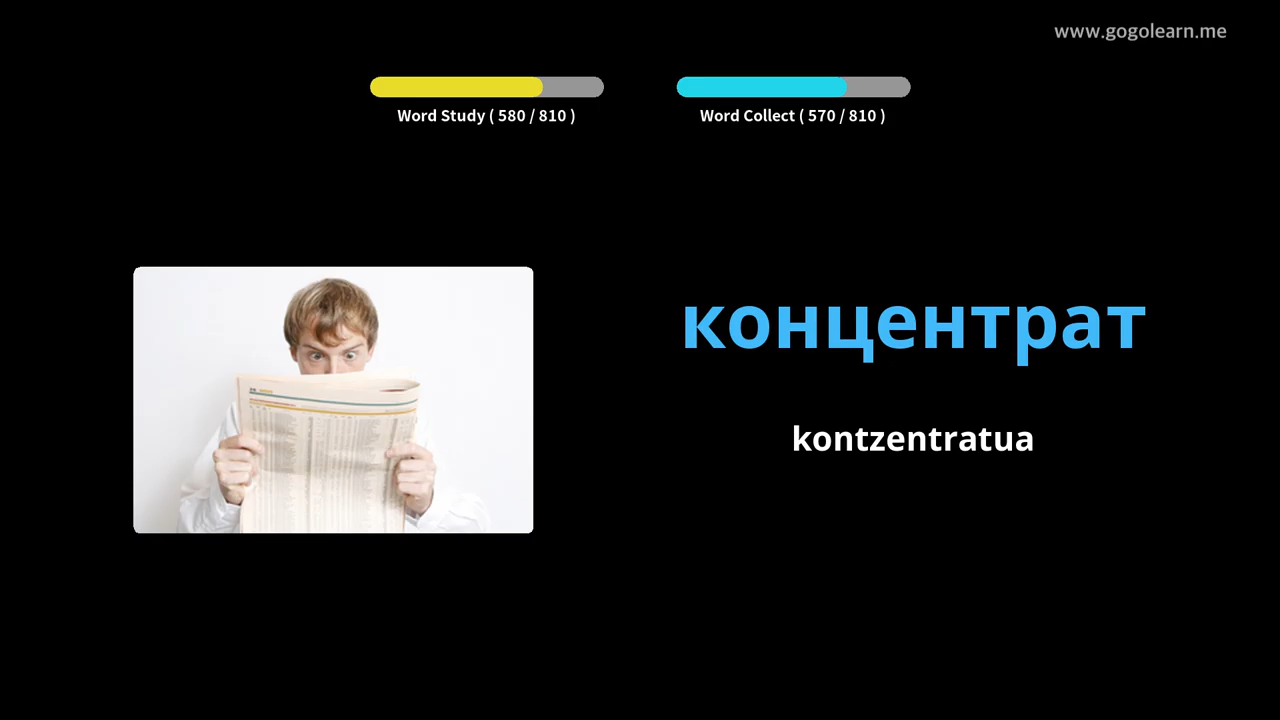 www.gogolearn.me
Word Study ( 580 / 810 )
Word Collect ( 570 / 810 )
концентрат
kontzentratua